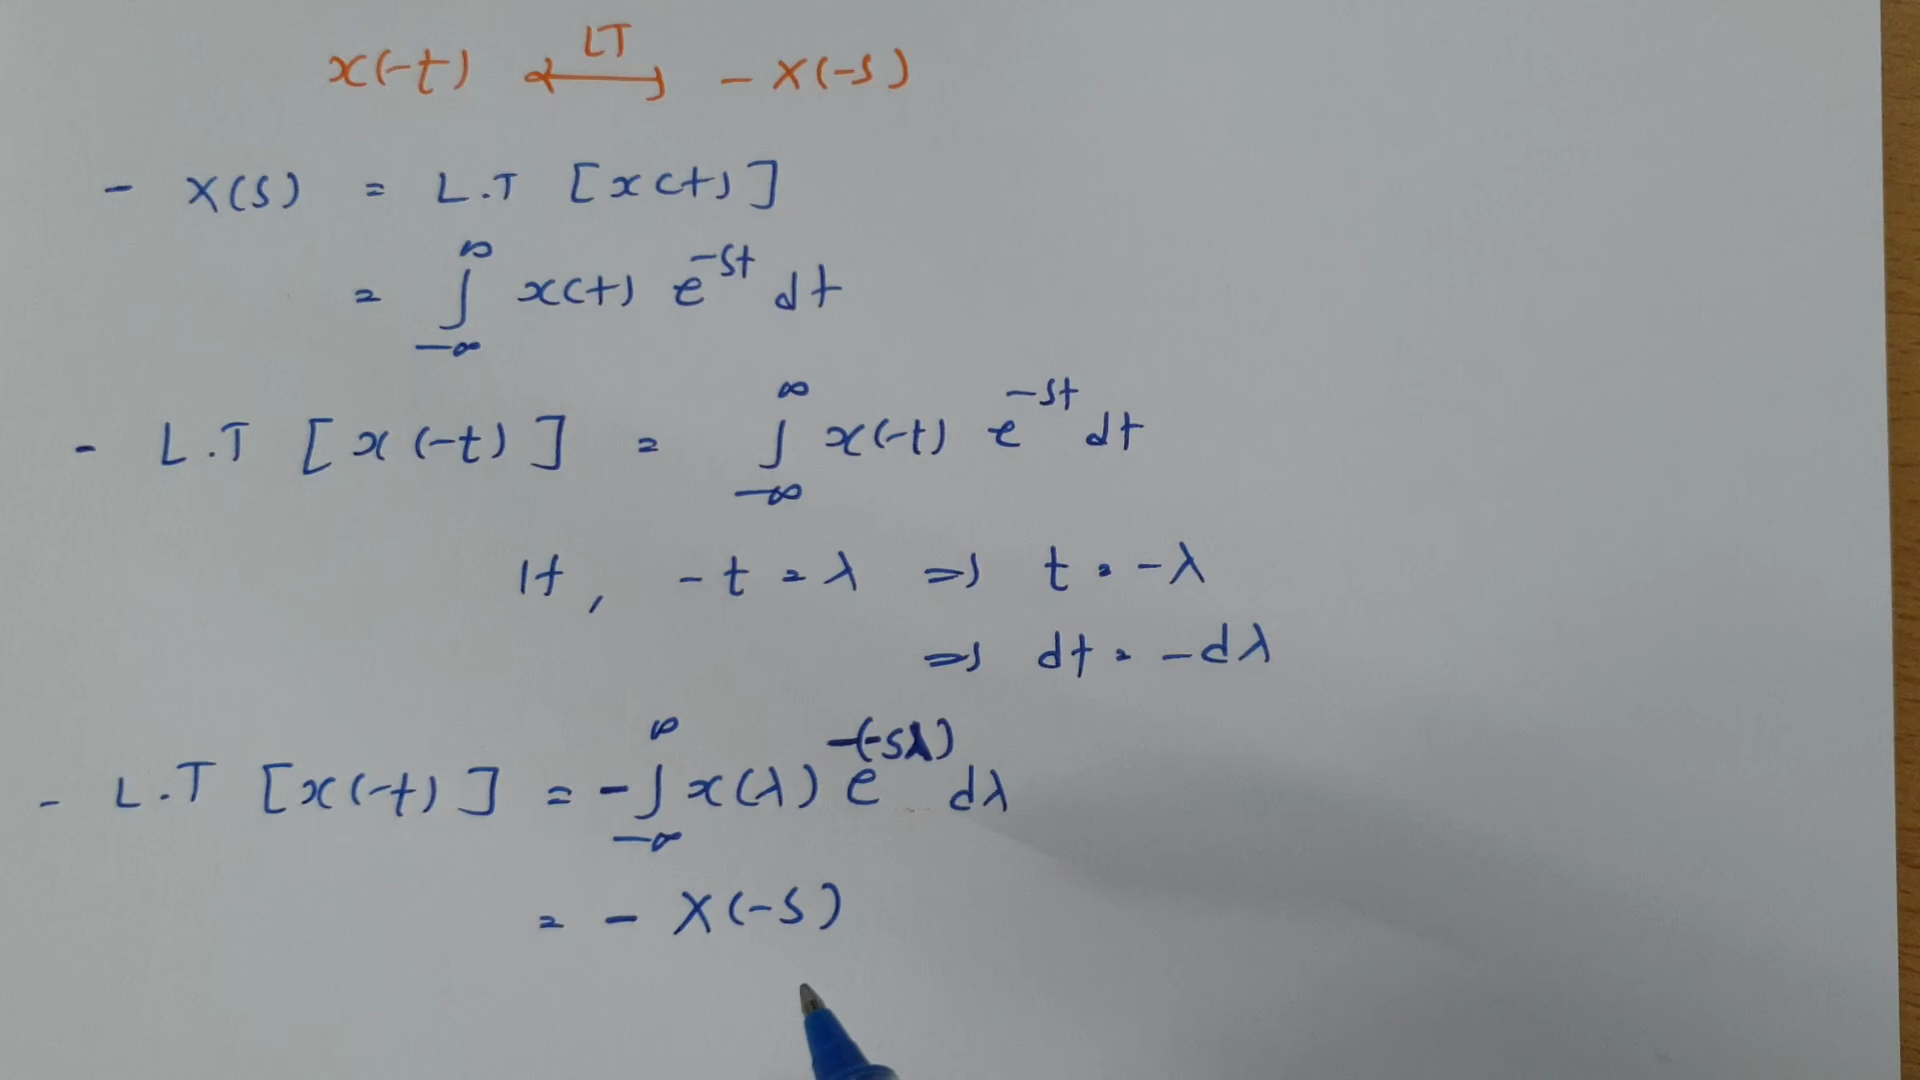 x(-t) LT ⟷ - X(-s)
- X(s) = L.T [x(t)]
= ∫_{-∞}^{∞} x(t) e^{-st} dt
- L.T [x(-t)] = ∫_{-∞}^{∞} x(-t) e^{-st} dt
If, -t = λ ⇒ t = -λ
⇒ dt = -dλ
- L.T [x(-t)] = -∫_{-∞}^{∞} x(λ) e^{-(-sλ)} dλ
= - X(-s)